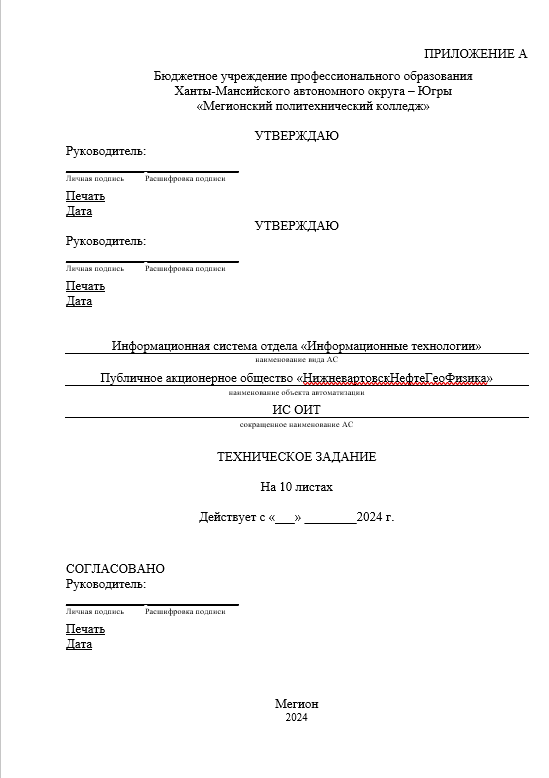 ПРИЛОЖЕНИЕ А
Бюджетное учреждение профессионального образования
Ханты-Мансийского автономного округа – Югры
«Мегионский политехнический колледж»
УТВЕРЖДАЮ
Руководитель:
Личная подпись Расшифровка подписи
Печать
Дата
УТВЕРЖДАЮ
Руководитель:
Личная подпись Расшифровка подписи
Печать
Дата
Информационная система отдела «Информационные технологии»
наименование вида АС
Публичное акционерное общество «НижневартовскНефтеГеоФизика»
наименование объекта автоматизации
ИС ОИТ
сокращенное наименование АС
ТЕХНИЧЕСКОЕ ЗАДАНИЕ
На 10 листах
Действует с «___» ________2024 г.
СОГЛАСОВАНО
Руководитель:
Личная подпись Расшифровка подписи
Печать
Дата
Мегион
2024